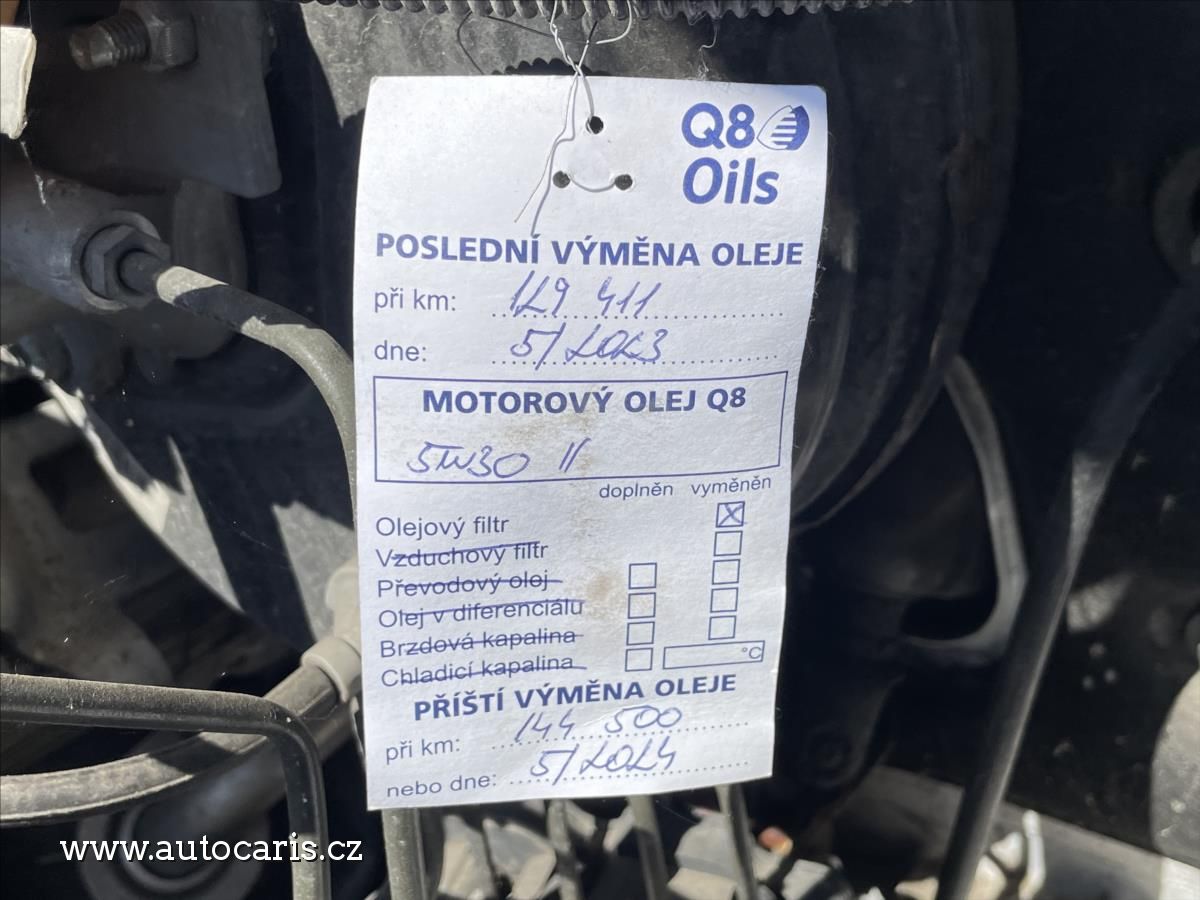 Q8
Oils
POSLEDNÍ VÝMĚNA OLEJE
při km: 129 411
dne: 5/2023
MOTOROVÝ OLEJ Q8
5W30
doplněn vyměněn
Olejový filtr
Vzduchový filtr
Převodový olej
Olej v diferenciálu
Brzdová kapalina
Chladicí kapalina °C
PŘÍŠTÍ VÝMĚNA OLEJE
při km: 144 500
nebo dne: 5/2024
www.autocaris.cz